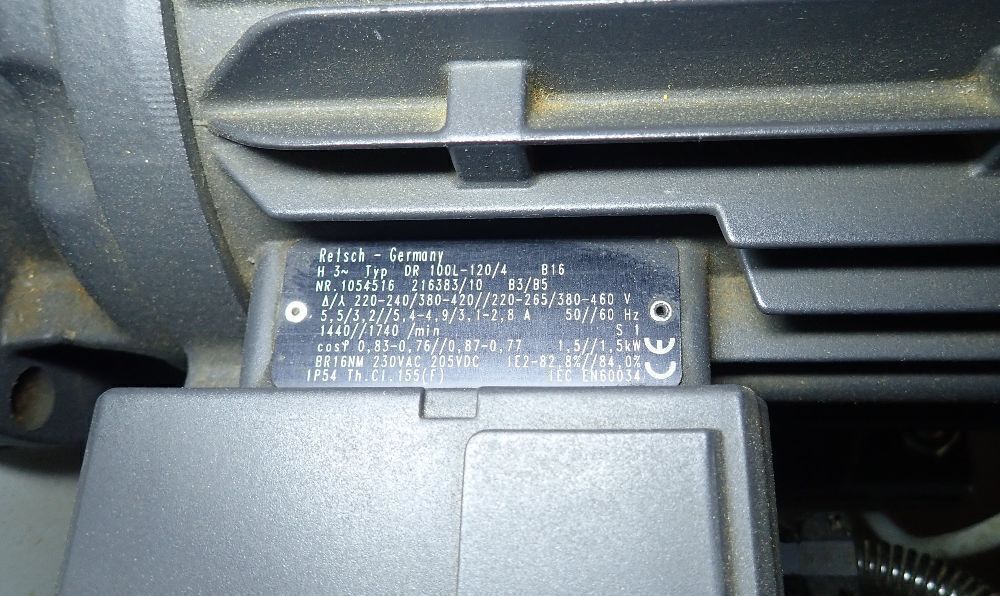 Relsch - Germany
H 3~ Typ DR 100L-120/4 B16
NR.1054516 216383/10 B3/B5
Δ/⅄ 220-240/380-420//220-265/380-460 V
5,5/3,2//5,4-4,9/3,1-2,8 A 50//60 Hz
1440//1740 /min S 1
cosφ 0,83-0,76//0,87-0,77 1,5//1,5kW
BR16NM 230VAC 205VDC IE2-82,8%//84,0%
IP54 Th.Cl.155(F) IEC EN60034
CE